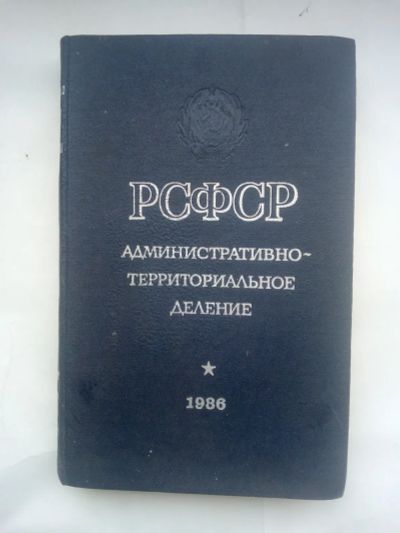 РСФСР
АДМИНИСТРАТИВНО~
ТЕРРИТОРИАЛЬНОЕ
ДЕЛЕНИЕ
★
1986